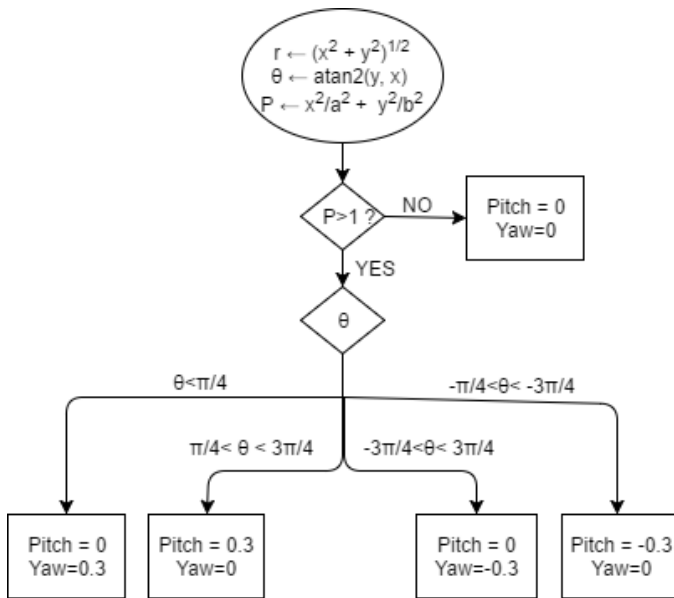 r ← (x² + y²)^1/2
θ ← atan2(y, x)
P ← x²/a² + y²/b²
P>1 ?
NO
Pitch = 0
Yaw=0
YES
θ
θ<π/4
-π/4<θ< -3π/4
π/4< θ < 3π/4
-3π/4<θ< 3π/4
Pitch = 0
Yaw=0.3
Pitch = 0.3
Yaw=0
Pitch = 0
Yaw=-0.3
Pitch = -0.3
Yaw=0